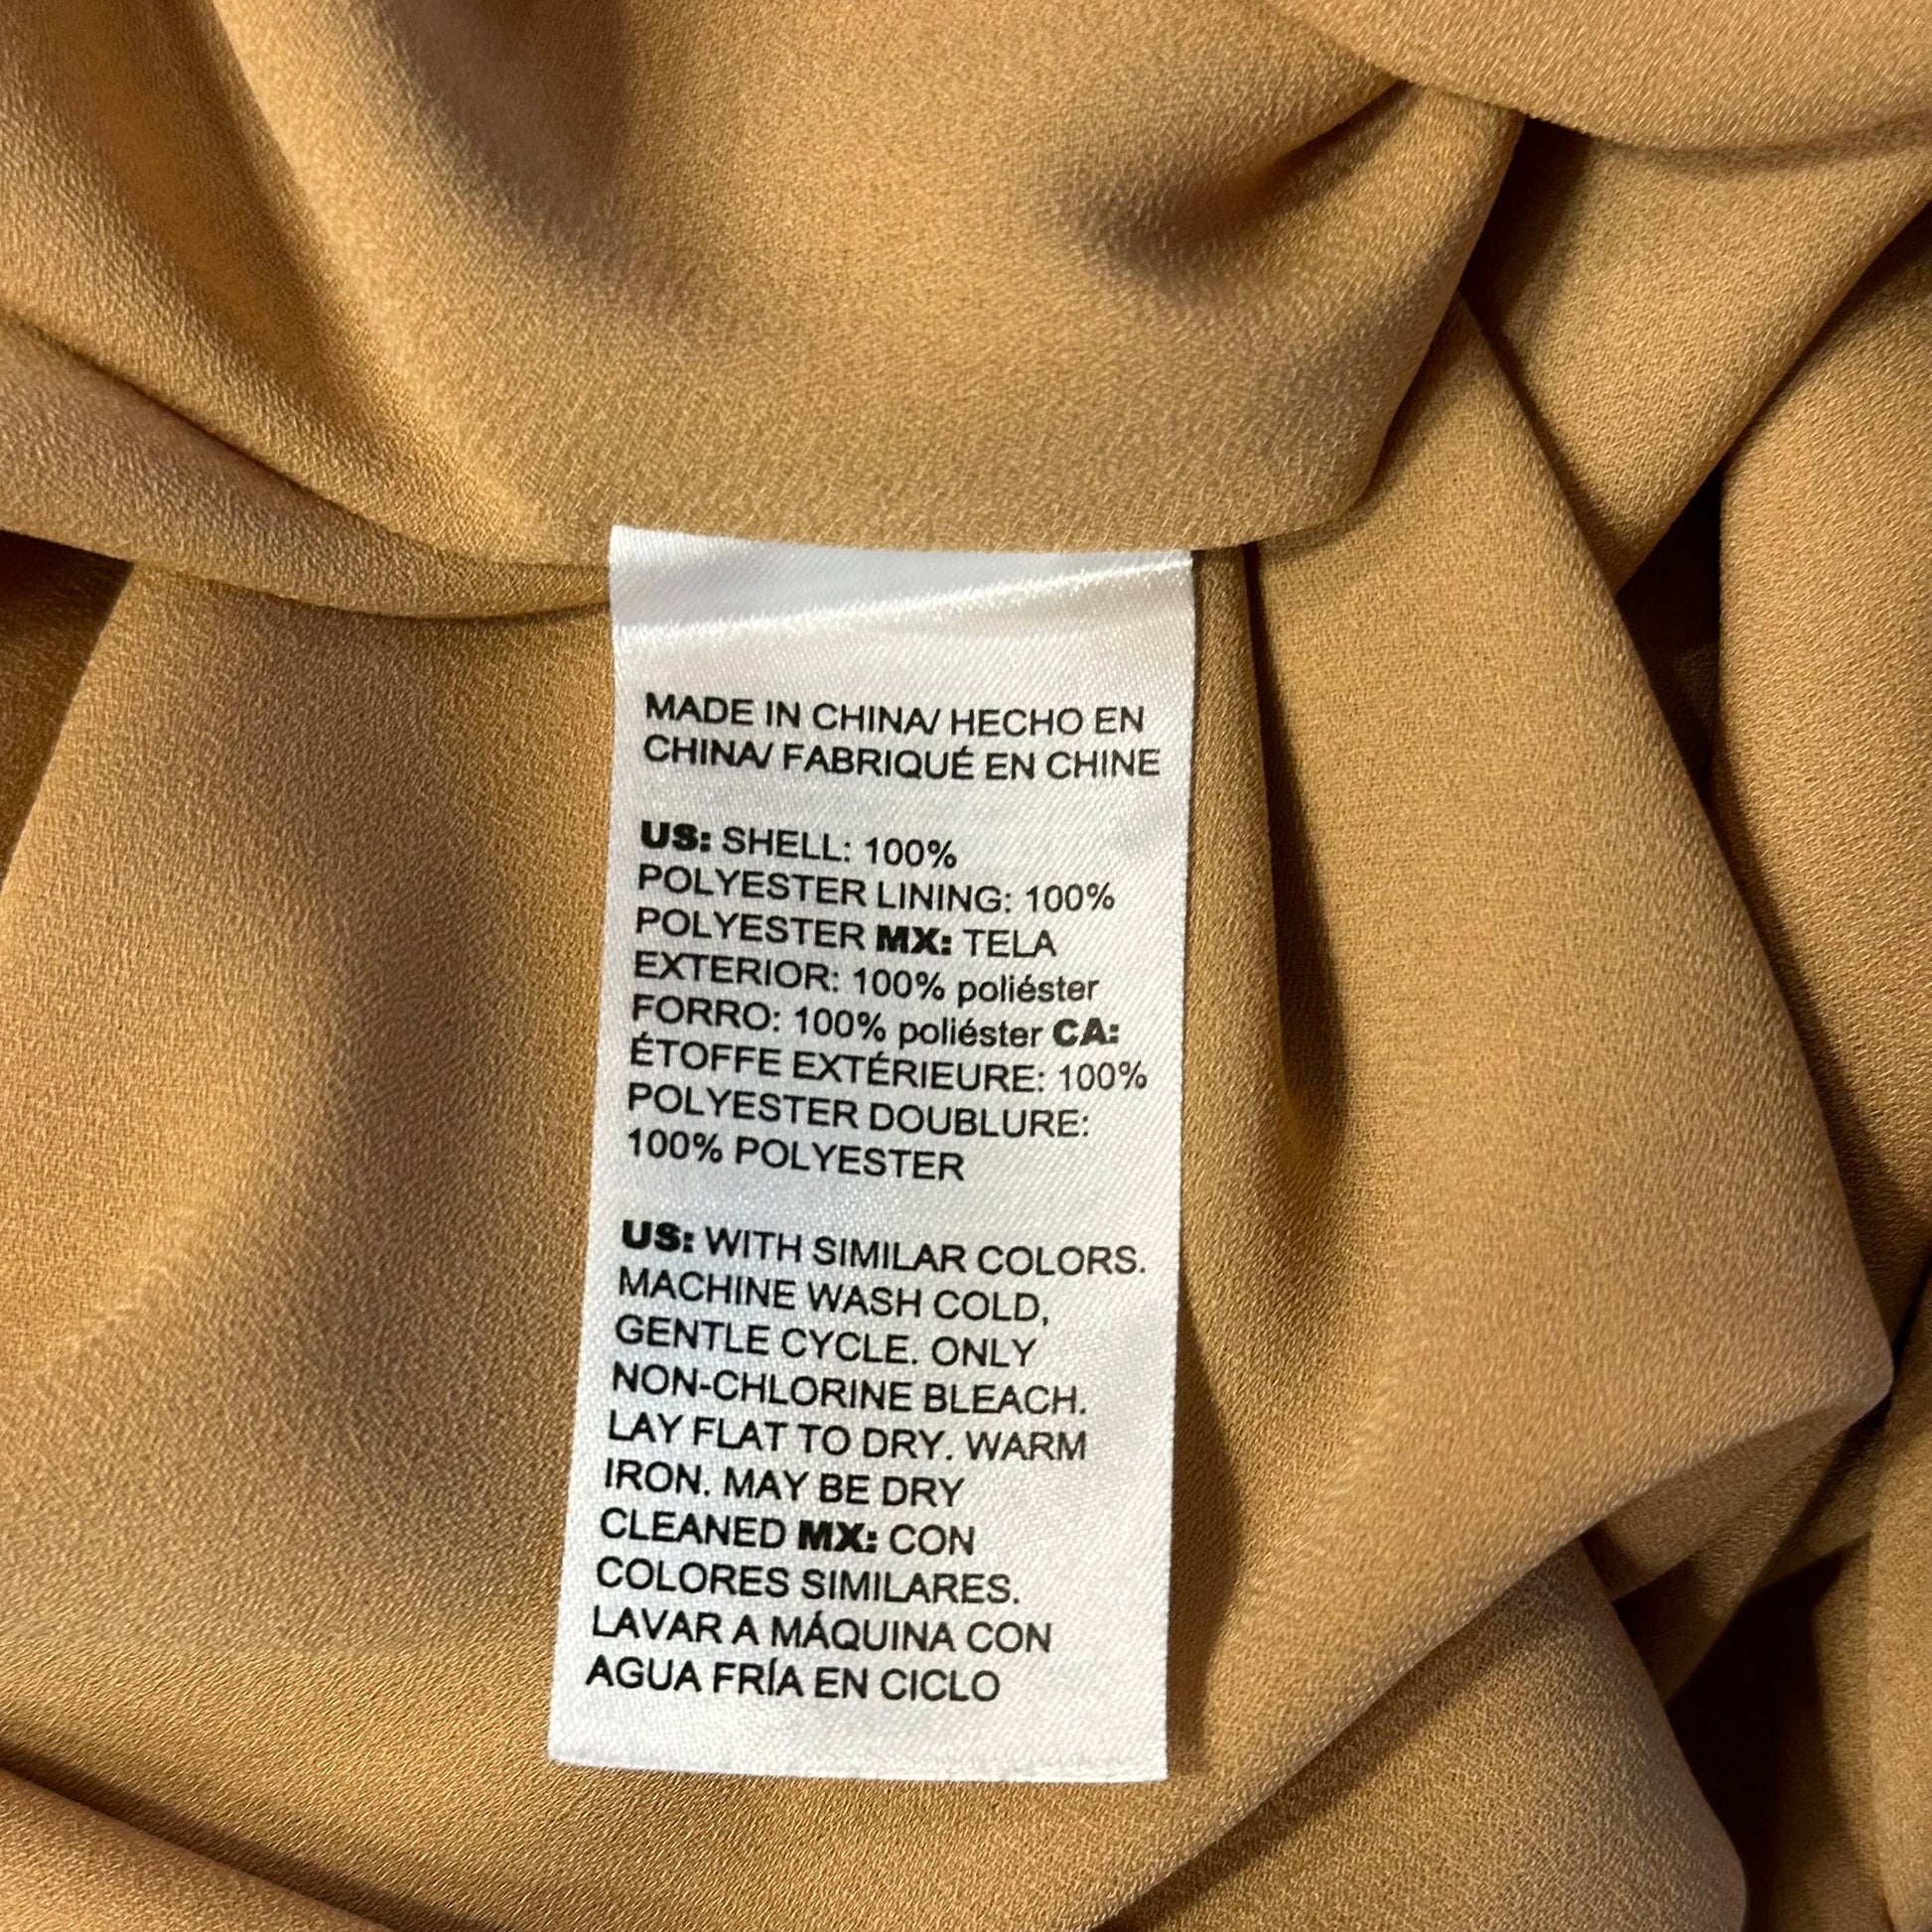 MADE IN CHINA/ HECHO EN
CHINA/ FABRIQUÉ EN CHINE
US: SHELL: 100%
POLYESTER LINING: 100%
POLYESTER MX: TELA
EXTERIOR: 100% poliéster
FORRO: 100% poliéster CA:
ÉTOFFE EXTÉRIEURE: 100%
POLYESTER DOUBLURE:
100% POLYESTER
US: WITH SIMILAR COLORS.
MACHINE WASH COLD,
GENTLE CYCLE. ONLY
NON-CHLORINE BLEACH.
LAY FLAT TO DRY. WARM
IRON. MAY BE DRY
CLEANED MX: CON
COLORES SIMILARES.
LAVAR A MÁQUINA CON
AGUA FRÍA EN CICLO